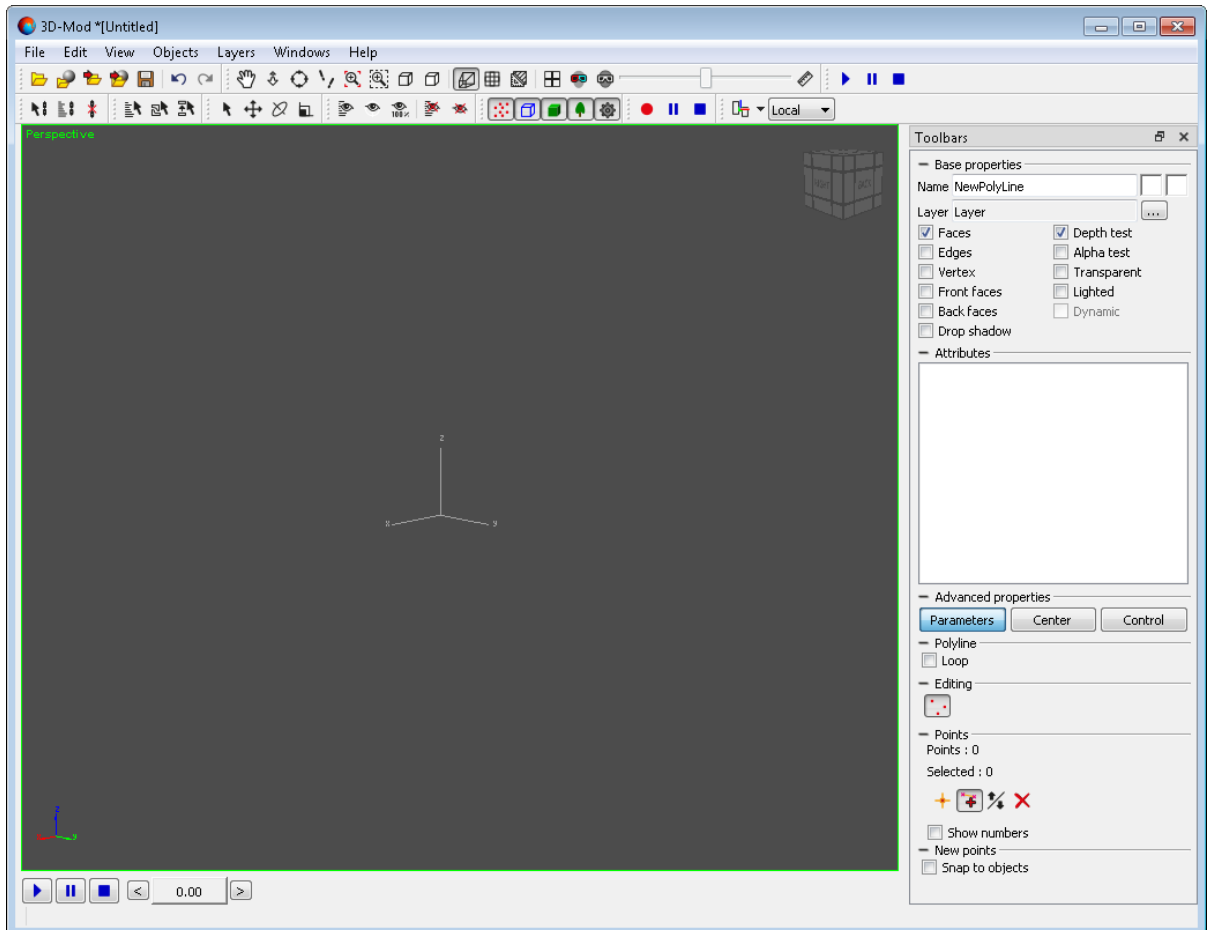 3D-Mod *[Untitled]
File Edit View Objects Layers Windows Help
100%
Local
Perspective
Toolbars
Base properties
Name NewPolyLine
Layer Layer ...
Faces Depth test
Edges Alpha test
Vertex Transparent
Front faces Lighted
Back faces Dynamic
Drop shadow
Attributes
z
x y
Advanced properties
Parameters Center Control
Polyline
Loop
Editing
Points
Points : 0
Selected : 0
Show numbers
New points
Snap to objects
z
x y
< 0.00 >